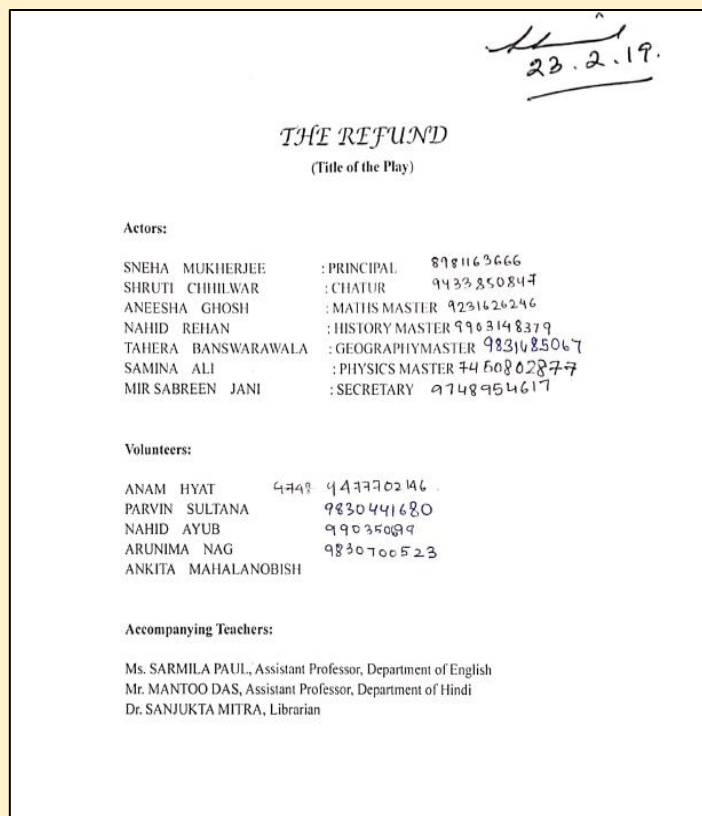 23.2.19.
THE REFUND
(Title of the Play)
Actors:
SNEHA MUKHERJEE : PRINCIPAL 8981163666
SHRUTI CHHILWAR : CHATUR 9433850847
ANEESHA GHOSH : MATHS MASTER 9231626246
NAHID REHAN : HISTORY MASTER 9903148379
TAHERA BANSWARAWALA : GEOGRAPHYMASTER 9831485067
SAMINA ALI : PHYSICS MASTER 7450802877
MIR SABREEN JANI : SECRETARY 9748954617
Volunteers:
ANAM HYAT 4748 9477702146
PARVIN SULTANA 9830441680
NAHID AYUB
ARUNIMA NAG 9830700523
ANKITA MAHALANOBISH
Accompanying Teachers:
Ms. SARMILA PAUL, Assistant Professor, Department of English
Mr. MANTOO DAS, Assistant Professor, Department of Hindi
Dr. SANJUKTA MITRA, Librarian